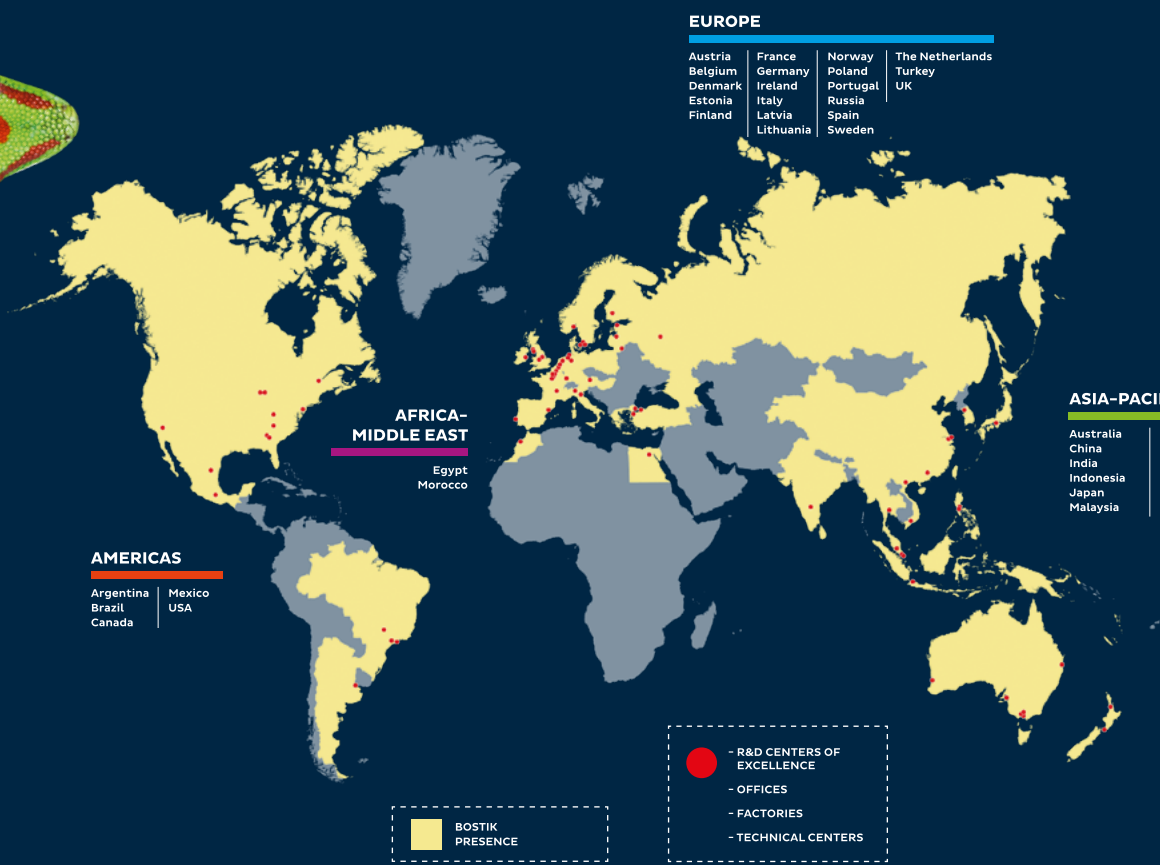 EUROPE
Austria
Belgium
Denmark
Estonia
Finland
France
Germany
Ireland
Italy
Latvia
Lithuania
Norway
Poland
Portugal
Russia
Spain
Sweden
The Netherlands
Turkey
UK
AFRICA-
MIDDLE EAST
Egypt
Morocco
ASIA-PACI
Australia
China
India
Indonesia
Japan
Malaysia
AMERICAS
Argentina
Brazil
Canada
Mexico
USA
- R&D CENTERS OF
EXCELLENCE
- OFFICES
- FACTORIES
- TECHNICAL CENTERS
BOSTIK
PRESENCE